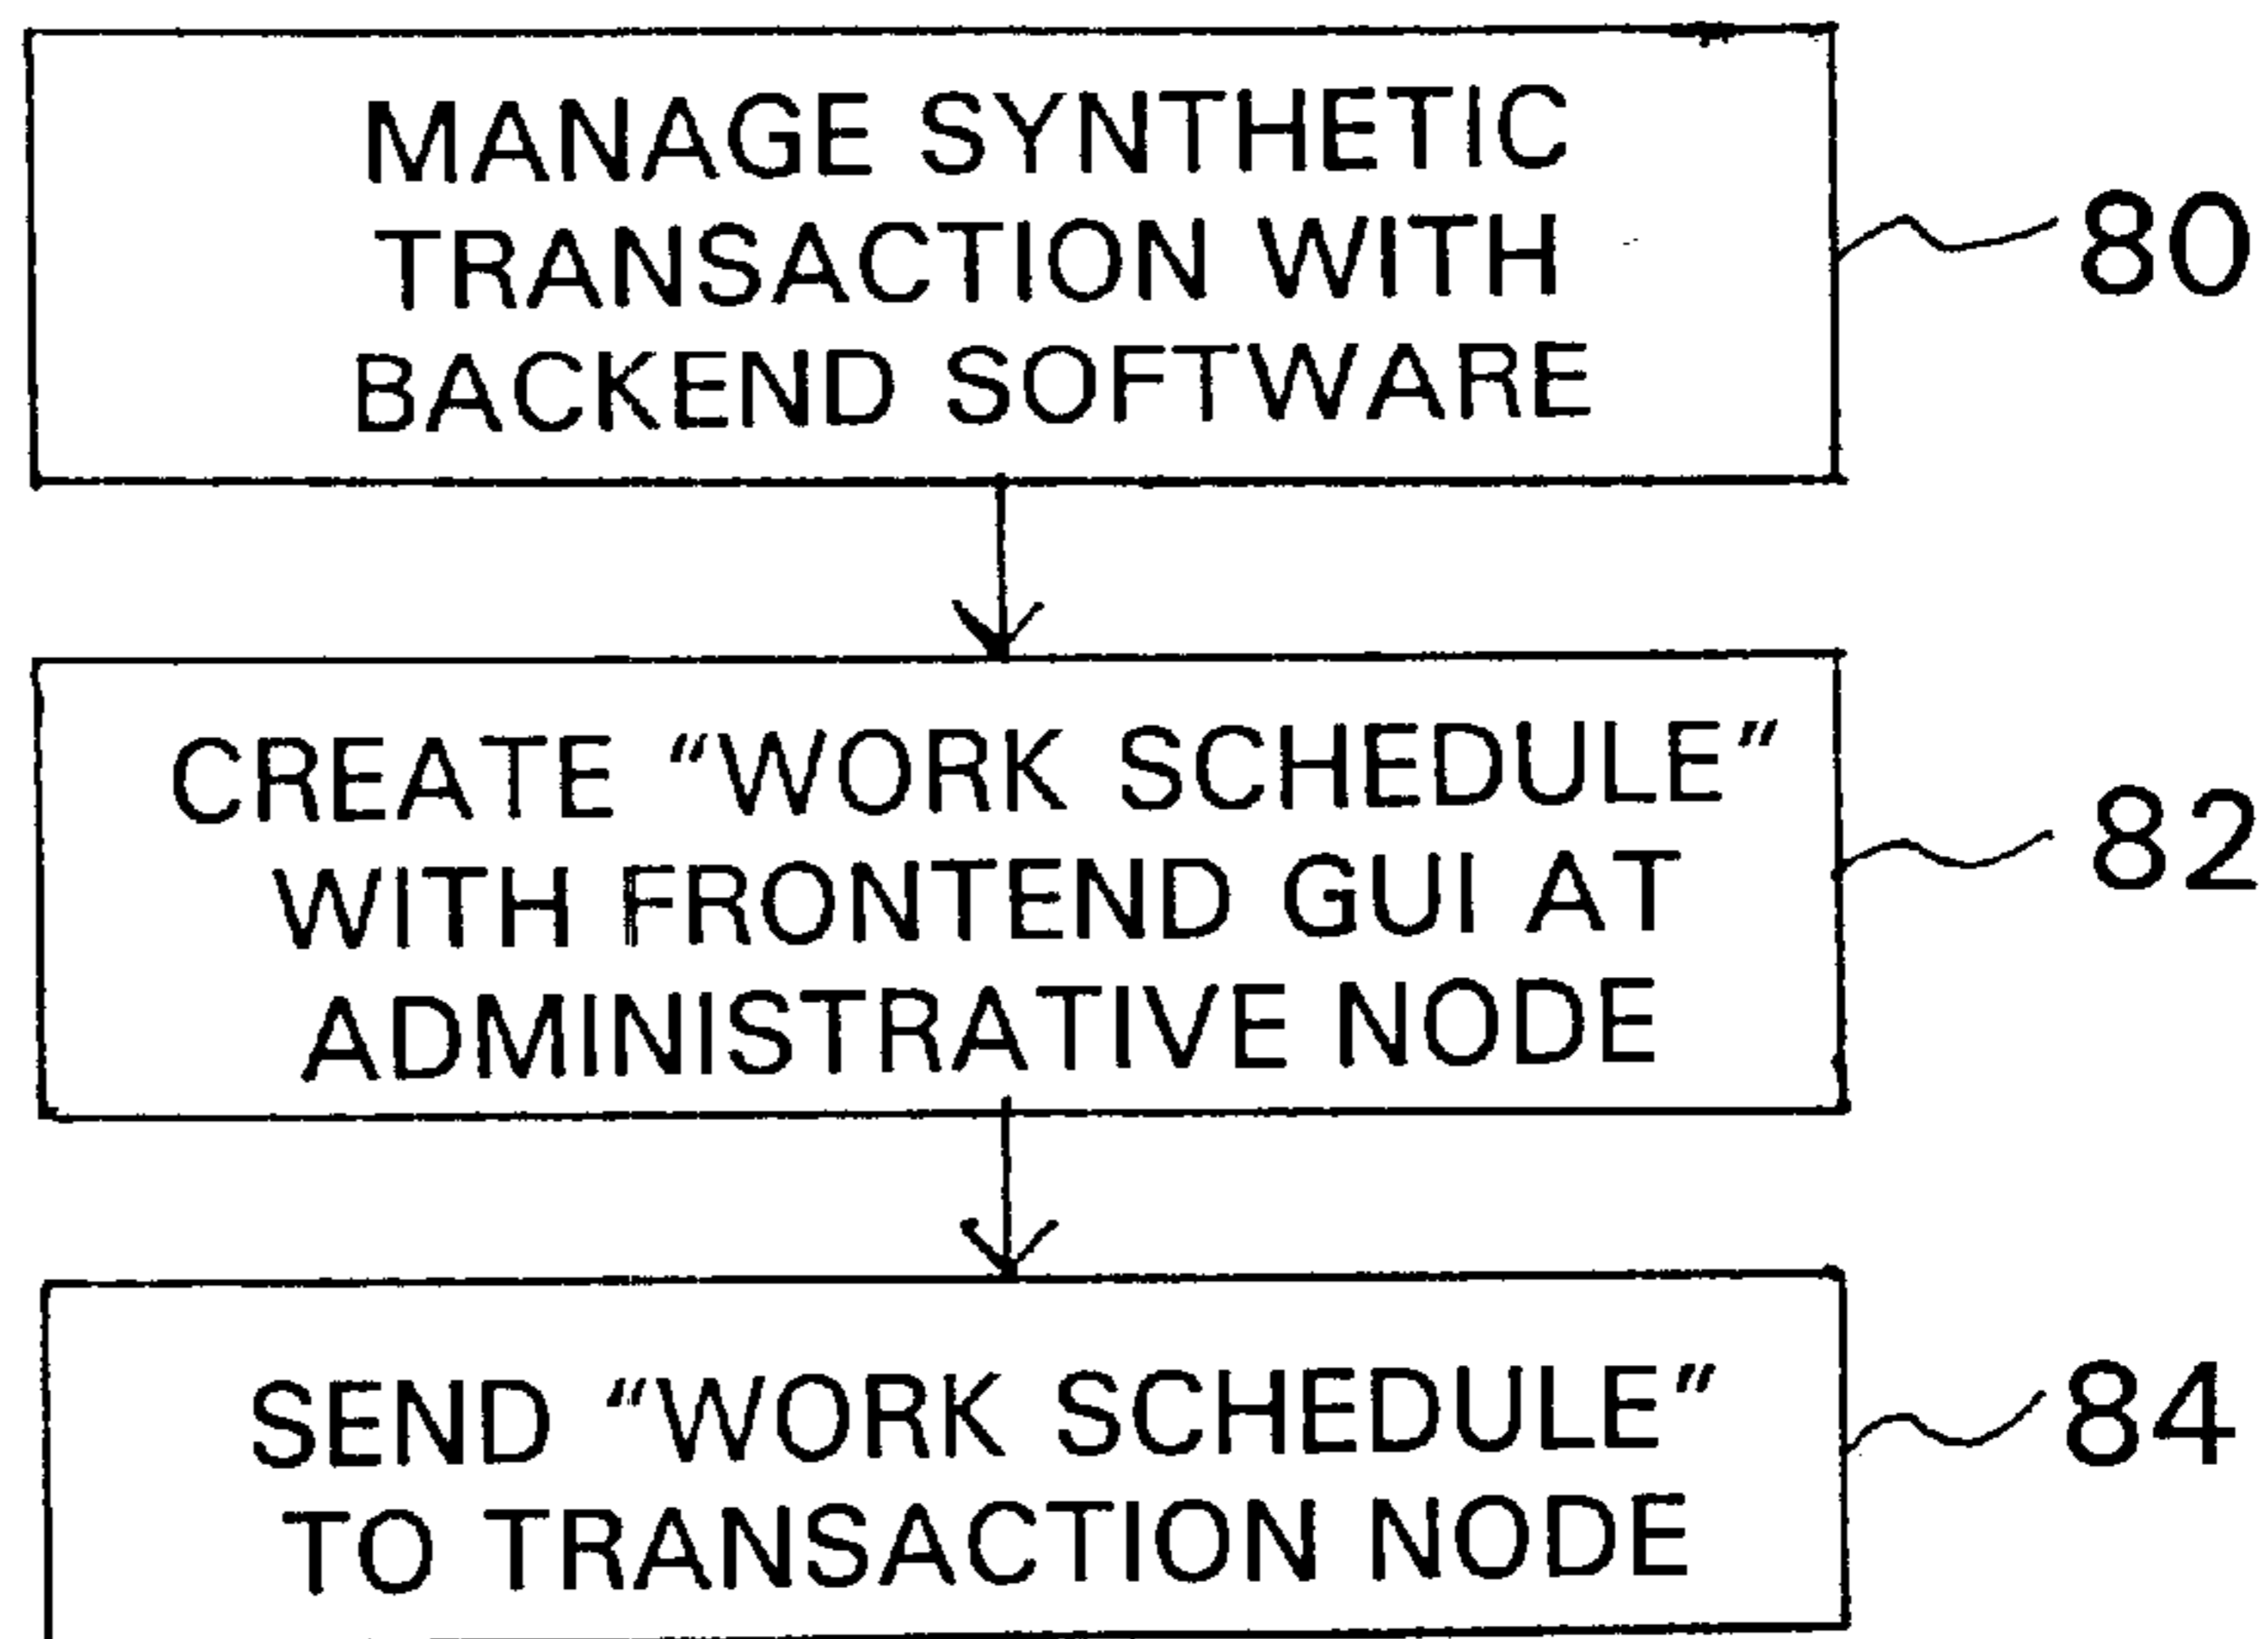 MANAGE SYNTHETIC
TRANSACTION WITH
BACKEND SOFTWARE
80
CREATE "WORK SCHEDULE"
WITH FRONTEND GUI AT
ADMINISTRATIVE NODE
82
SEND "WORK SCHEDULE"
TO TRANSACTION NODE
84